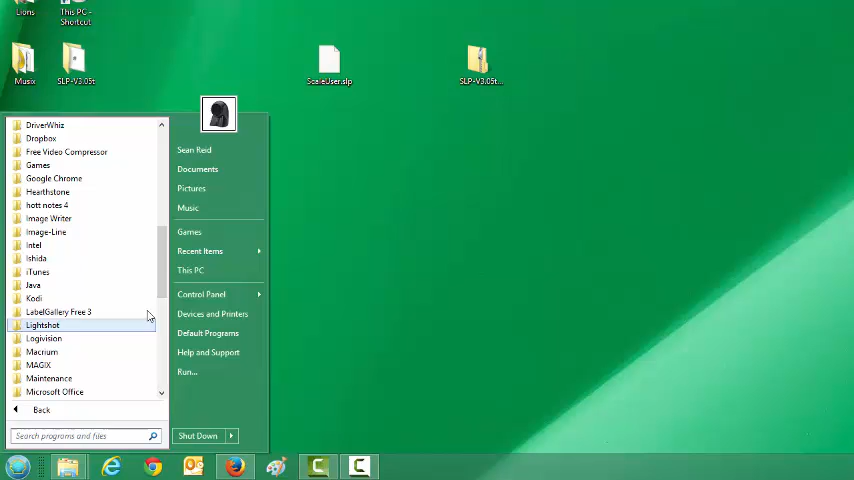 Lions
This PC -
Shortcut
Musix
SLP-V3.05t
ScaleUser.slp
SLP-V3.05t...
DriverWhiz
Dropbox
Free Video Compressor
Games
Google Chrome
Hearthstone
hott notes 4
Image Writer
Image-Line
Intel
Ishida
iTunes
Java
Kodi
LabelGallery Free 3
Lightshot
Logivision
Macrium
MAGIX
Maintenance
Microsoft Office
Back
Search programs and files
Sean Reid
Documents
Pictures
Music
Games
Recent Items
This PC
Control Panel
Devices and Printers
Default Programs
Help and Support
Run...
Shut Down